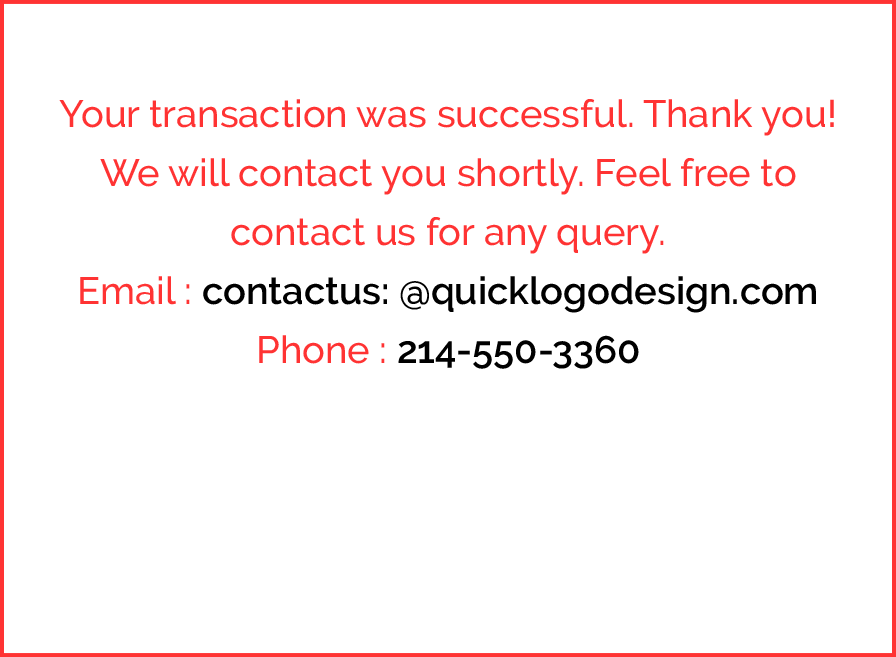 Your transaction was successful. Thank you!
We will contact you shortly. Feel free to
contact us for any query.
Email : contactus: @quicklogodesign.com
Phone : 214-550-3360